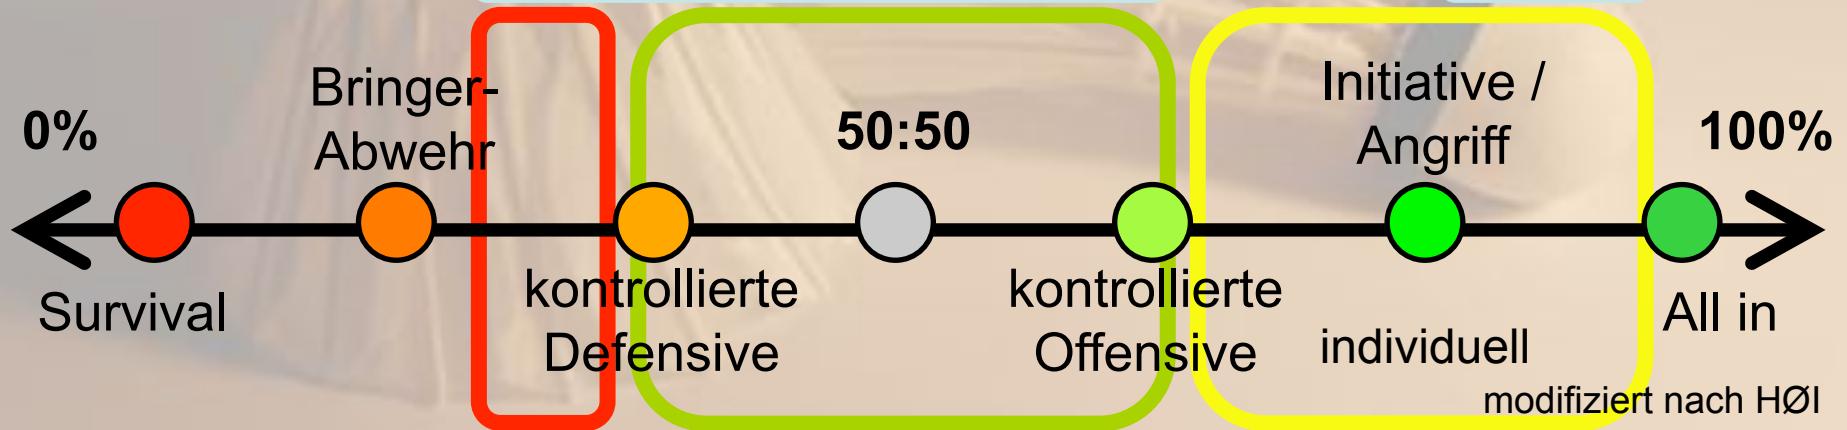 Bringer-
Abwehr
Initiative /
Angriff
0%
50:50
100%
kontrollierte
Defensive
kontrollierte
Offensive
Survival
individuell
All in
modifiziert nach HØI